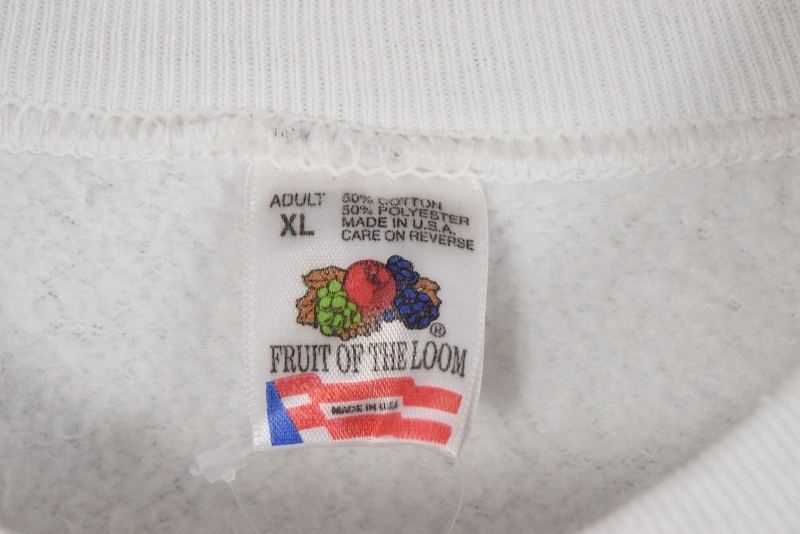 ADULT
XL
50% COTTON
50% POLYESTER
MADE IN U.S.A.
CARE ON REVERSE
®
FRUIT OF THE LOOM
MADE IN U.S.A.